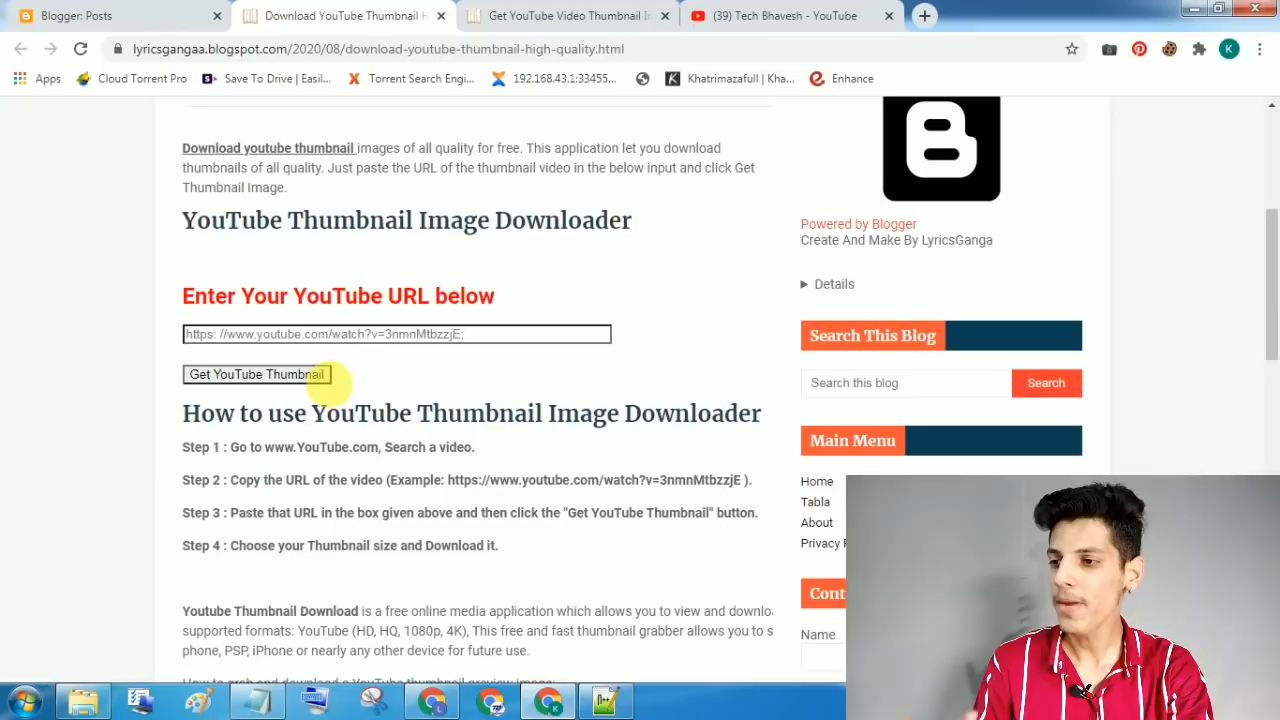 Blogger: Posts
Download YouTube Thumbnail H
Get YouTube Video Thumbnail I
(39) Tech Bhavesh - YouTube
lyricsgangaa.blogspot.com/2020/08/download-youtube-thumbnail-high-quality.html
K
Apps
Cloud Torrent Pro
Save To Drive | Easil...
Torrent Search Eng...
192.168.43.1:33455...
Khatrimazafull | Kha...
Enhance
Download youtube thumbnail images of all quality for free. This application let you download
thumbnails of all quality. Just paste the URL of the thumbnail video in the below input and click Get
Thumbnail Image.
YouTube Thumbnail Image Downloader
Enter Your YouTube URL below
https: //www.youtube.com/watch?v=3nmnMtbzzjE;
Get YouTube Thumbnail
How to use YouTube Thumbnail Image Downloader
Step 1 : Go to www.YouTube.com, Search a video.
Step 2 : Copy the URL of the video (Example: https://www.youtube.com/watch?v=3nmnMtbzzjE ).
Step 3 : Paste that URL in the box given above and then click the "Get YouTube Thumbnail" button.
Step 4 : Choose your Thumbnail size and Download it.
Youtube Thumbnail Download is a free online media application which allows you to view and downloa
supported formats: YouTube (HD, HQ, 1080p, 4K), This free and fast thumbnail grabber allows you to s
phone, PSP, iPhone or nearly any other device for future use.
How to grab and download a YouTube thumbnail preview image:
Powered by Blogger
Create And Make By LyricsGanga
Details
Search This Blog
Search this blog
Search
Main Menu
Home
Tabla
About
Privacy
Cont
Name